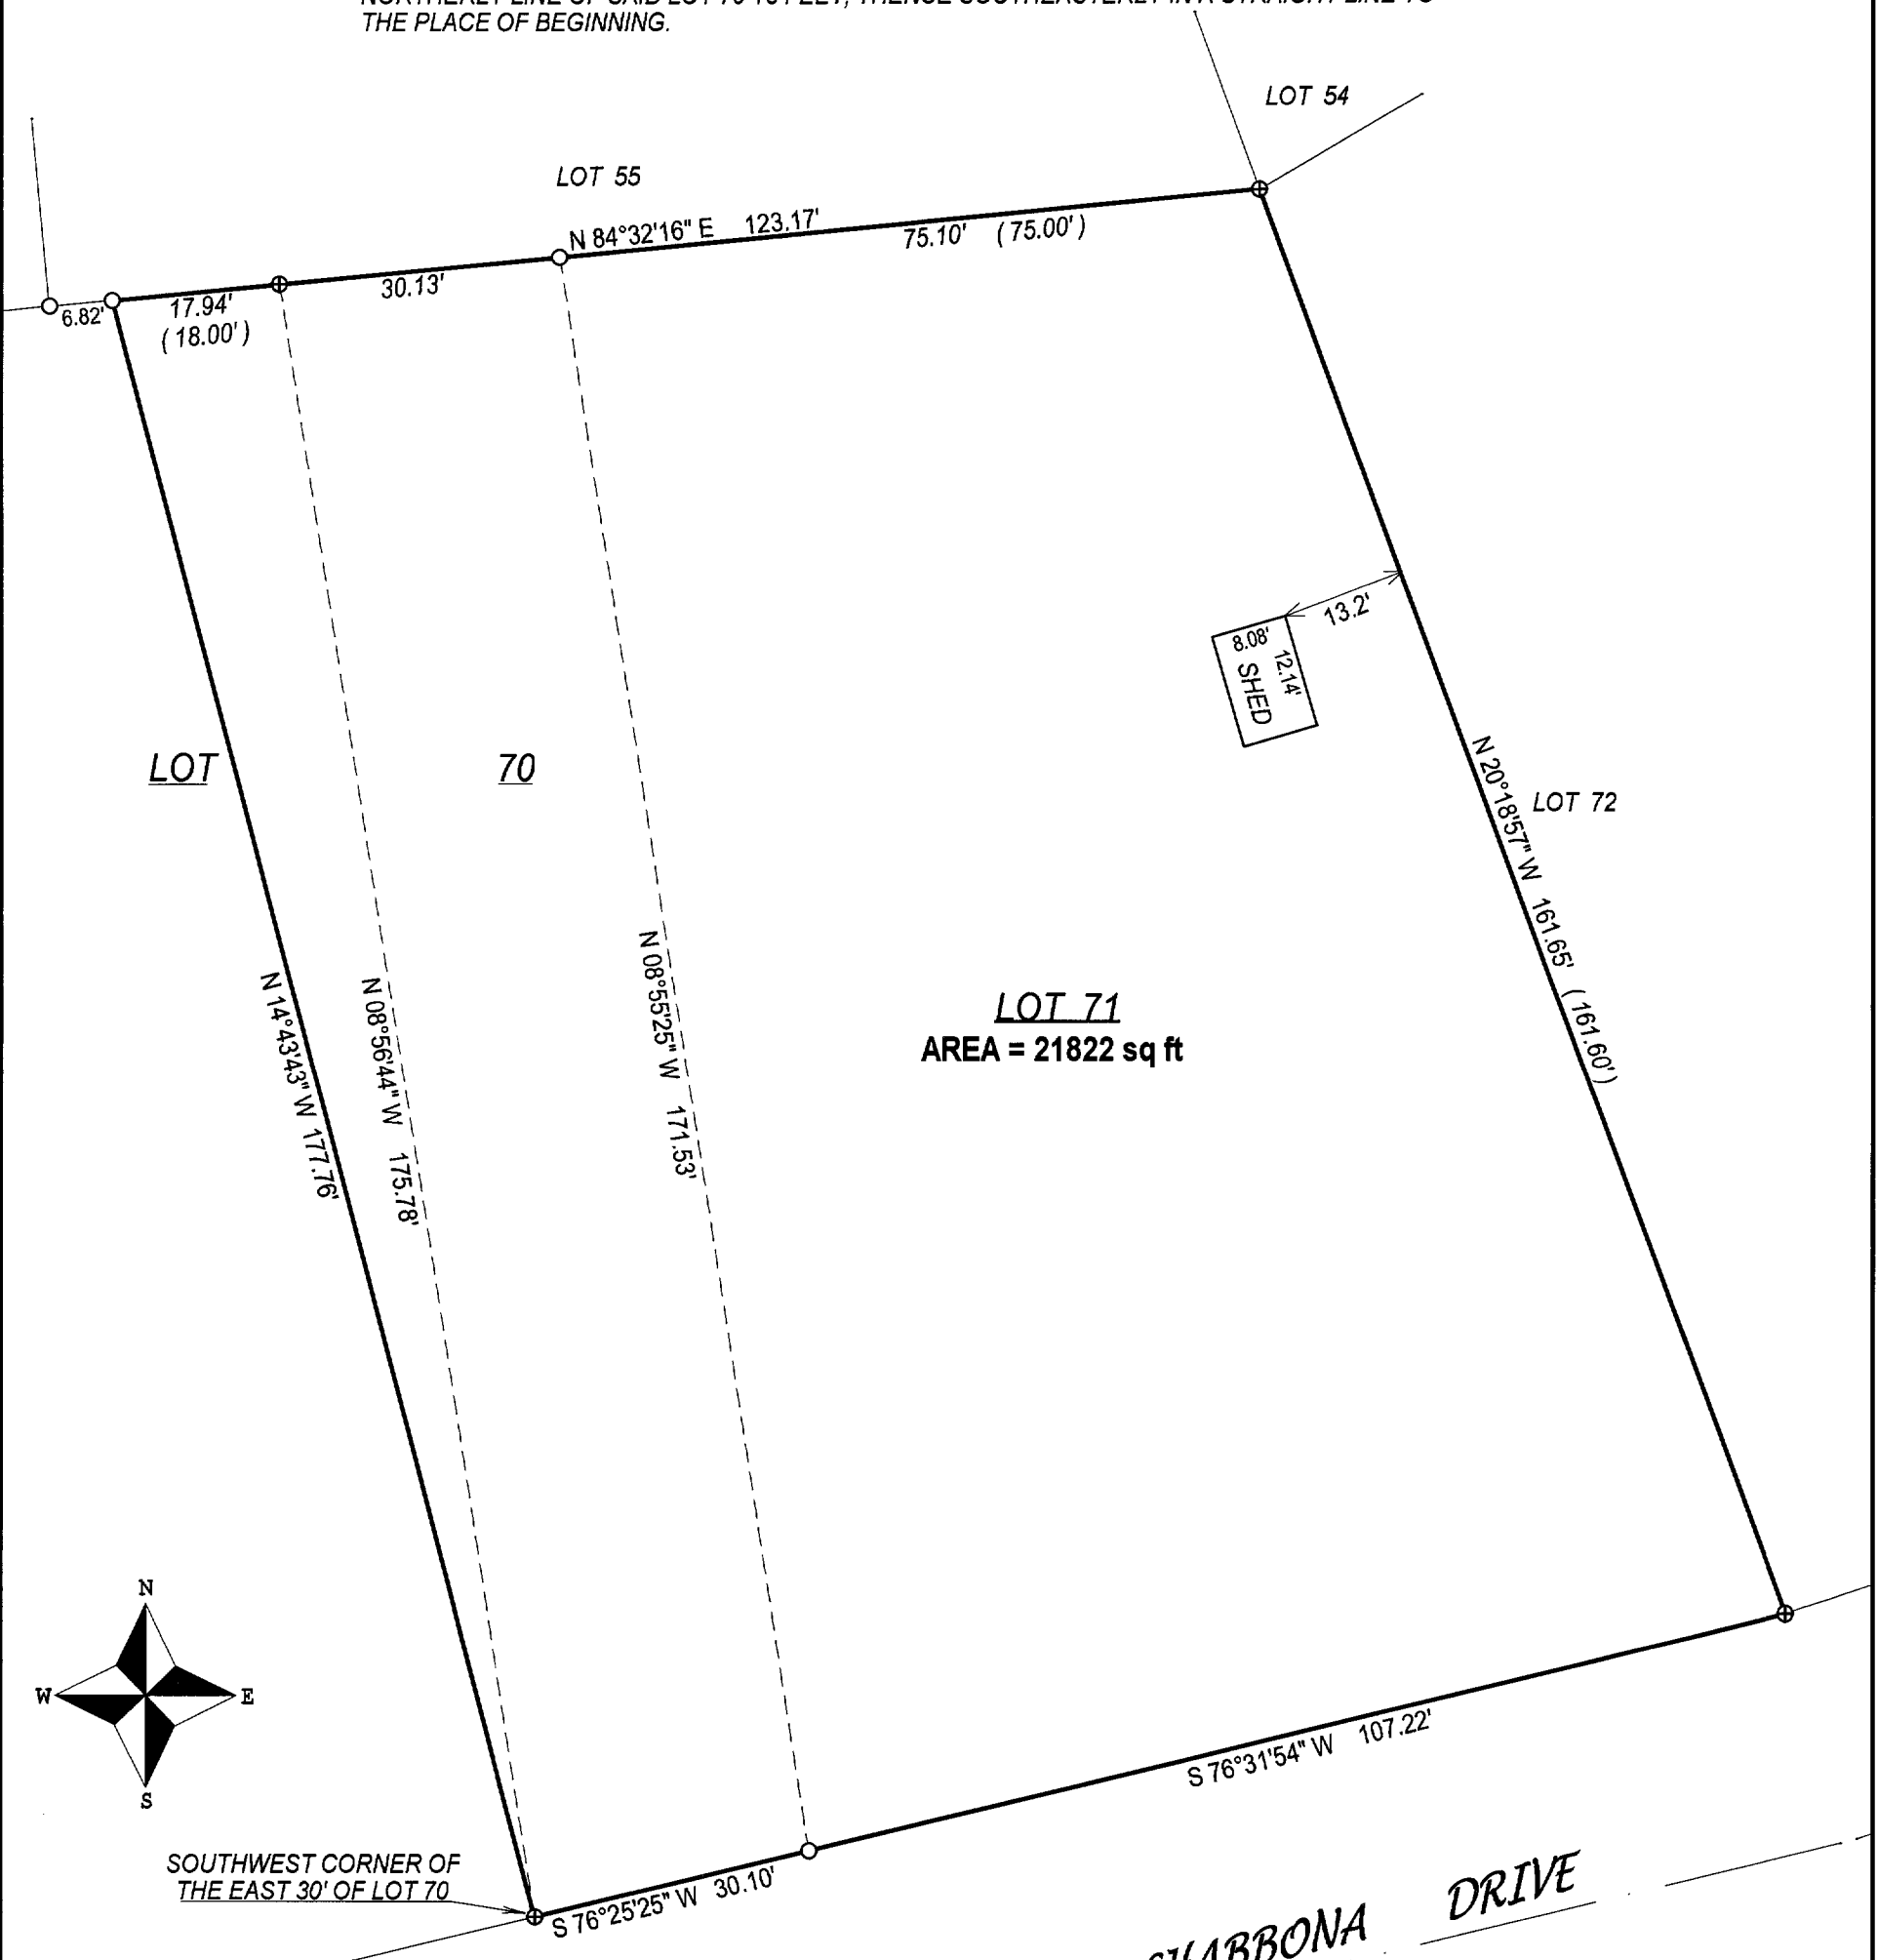 THE PLACE OF BEGINNING.
LOT 54
LOT 55
N 84°32'16" E 123.17'
75.10' (75.00')
30.13'
17.94'
(18.00')
6.82'
13.2'
8.08'
12.14'
SHED
LOT 70
N 20°18'57" W 161.65' (161.60')
LOT 72
N 14°43'43" W 177.76'
N 08°56'44" W 175.78'
N 08°55'25" W 171.53'
LOT 71
AREA = 21822 sq ft
N
W E
S
S 76°31'54" W 107.22'
SOUTHWEST CORNER OF
THE EAST 30' OF LOT 70
S 76°25'25" W 30.10'
DRIVE